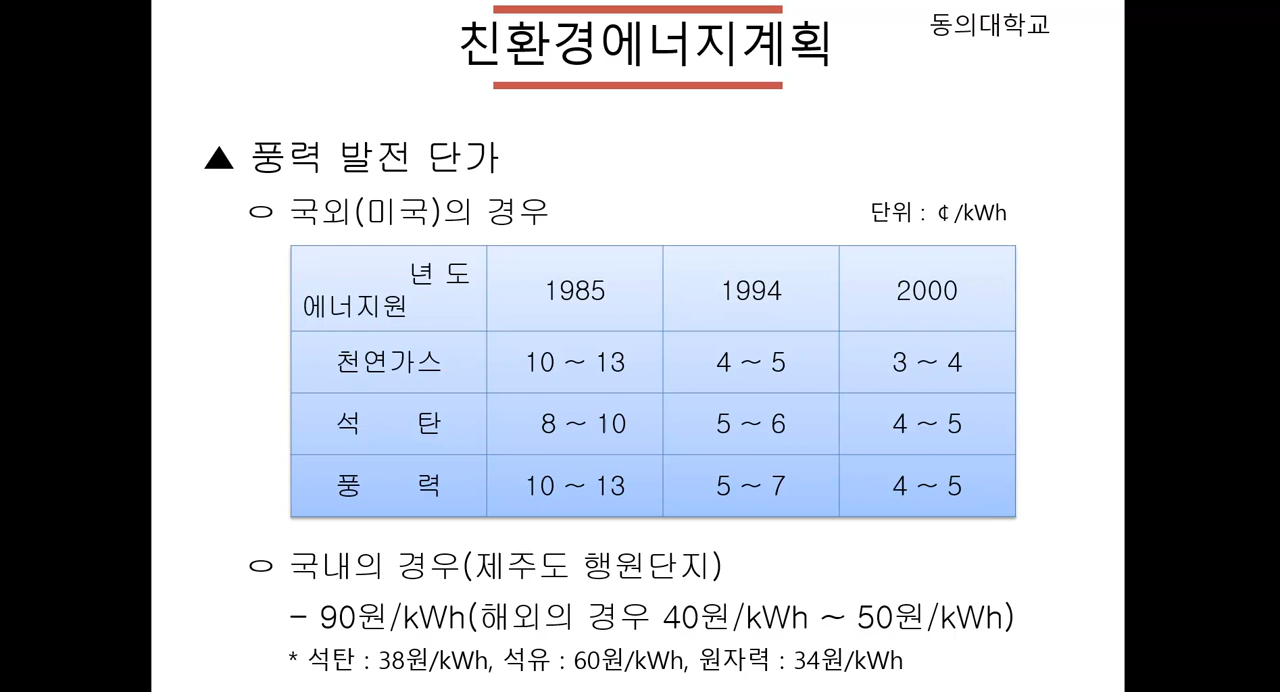 친환경에너지계획
동의대학교
▲ 풍력 발전 단가
ㅇ 국외(미국)의 경우
단위 : ￠/kWh
년 도
에너지원
1985
1994
2000
천연가스 10 ~ 13 4 ~ 5 3 ~ 4
석 탄 8 ~ 10 5 ~ 6 4 ~ 5
풍 력 10 ~ 13 5 ~ 7 4 ~ 5
ㅇ 국내의 경우(제주도 행원단지)
- 90원/kWh(해외의 경우 40원/kWh ~ 50원/kWh)
* 석탄 : 38원/kWh, 석유 : 60원/kWh, 원자력 : 34원/kWh